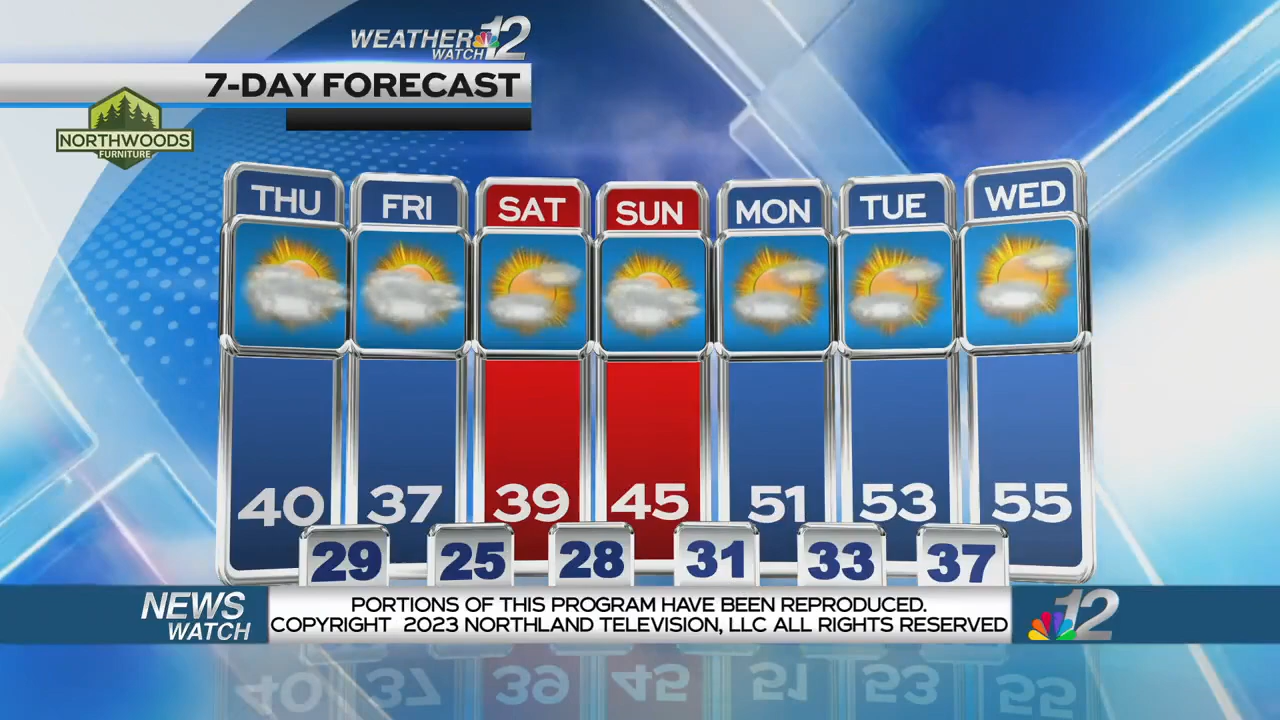 WEATHER 12
WATCH
7-DAY FORECAST
NORTHWOODS
FURNITURE
THU FRI SAT SUN MON TUE WED
40 37 39 45 51 53 55
29 25 28 31 33 37
NEWS
WATCH
PORTIONS OF THIS PROGRAM HAVE BEEN REPRODUCED.
COPYRIGHT 2023 NORTHLAND TELEVISION, LLC ALL RIGHTS RESERVED
12